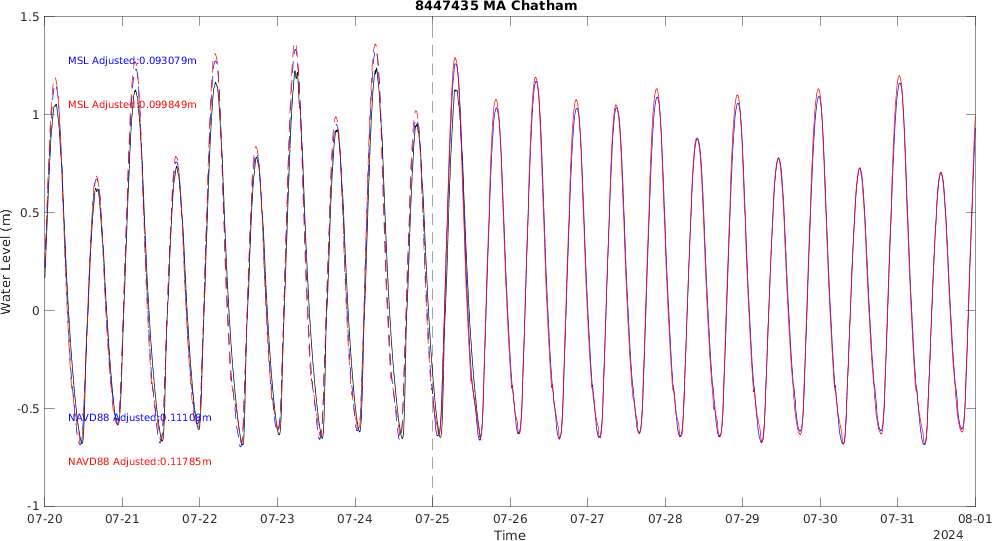 8447435 MA Chatham
1.5
MSL Adjusted:0.093079m
MSL Adjusted:0.099849m
1
0.5
Water Level (m)
0
-0.5
NAVD88 Adjusted:0.11108m
NAVD88 Adjusted:0.11785m
-1
07-20 07-21 07-22 07-23 07-24 07-25 07-26 07-27 07-28 07-29 07-30 07-31 08-01
Time
2024